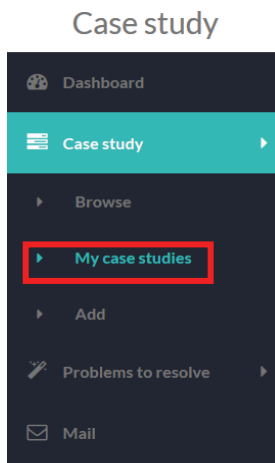 Case study
Dashboard
Case study
Browse
My case studies
Add
Problems to resolve
Mail